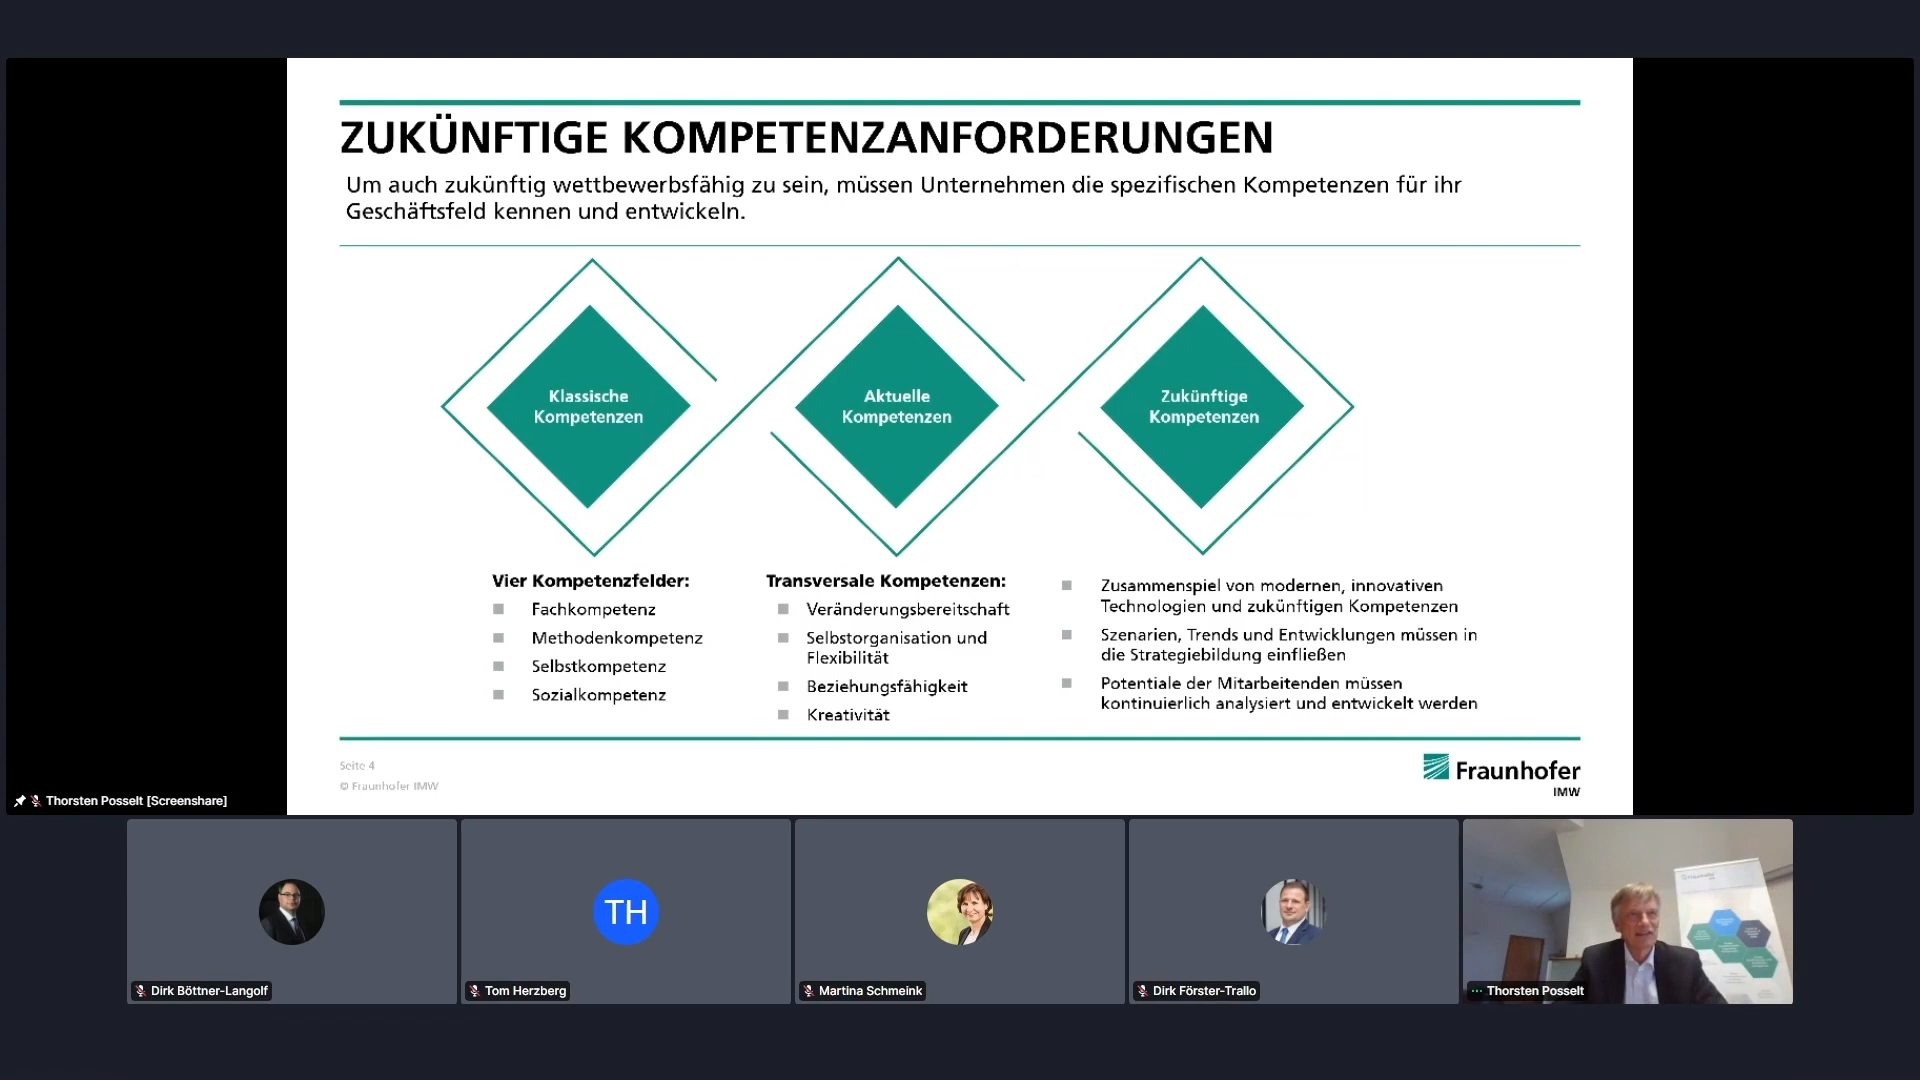 ZUKÜNFTIGE KOMPETENZANFORDERUNGEN
Um auch zukünftig wettbewerbsfähig zu sein, müssen Unternehmen die spezifischen Kompetenzen für ihr
Geschäftsfeld kennen und entwickeln.
Klassische
Kompetenzen
Aktuelle
Kompetenzen
Zukünftige
Kompetenzen
Vier Kompetenzfelder:
Fachkompetenz
Methodenkompetenz
Selbstkompetenz
Sozialkompetenz
Transversale Kompetenzen:
Veränderungsbereitschaft
Selbstorganisation und
Flexibilität
Beziehungsfähigkeit
Kreativität
Zusammenspiel von modernen, innovativen
Technologien und zukünftigen Kompetenzen
Szenarien, Trends und Entwicklungen müssen in
die Strategiebildung einfließen
Potentiale der Mitarbeitenden müssen
kontinuierlich analysiert und entwickelt werden
Seite 4
© Fraunhofer IMW
Fraunhofer
IMW
Thorsten Posselt [Screenshare]
TH
Dirk Böttner-Langolf
Tom Herzberg
Martina Schmeink
Dirk Förster-Trallo
Thorsten Posselt